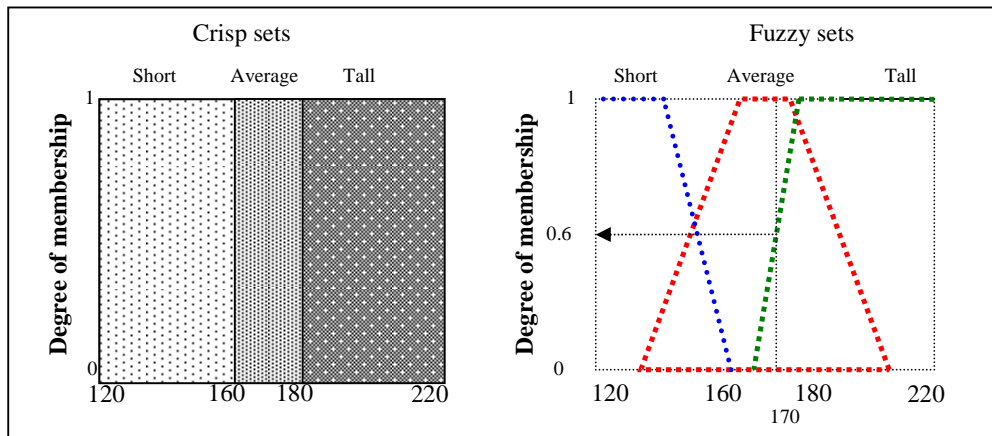 Crisp sets
Short Average Tall
1
Degree of membership
0
120 160 180 220
Fuzzy sets
Short Average Tall
1
Degree of membership
0.6
0
120 160 180 220
170